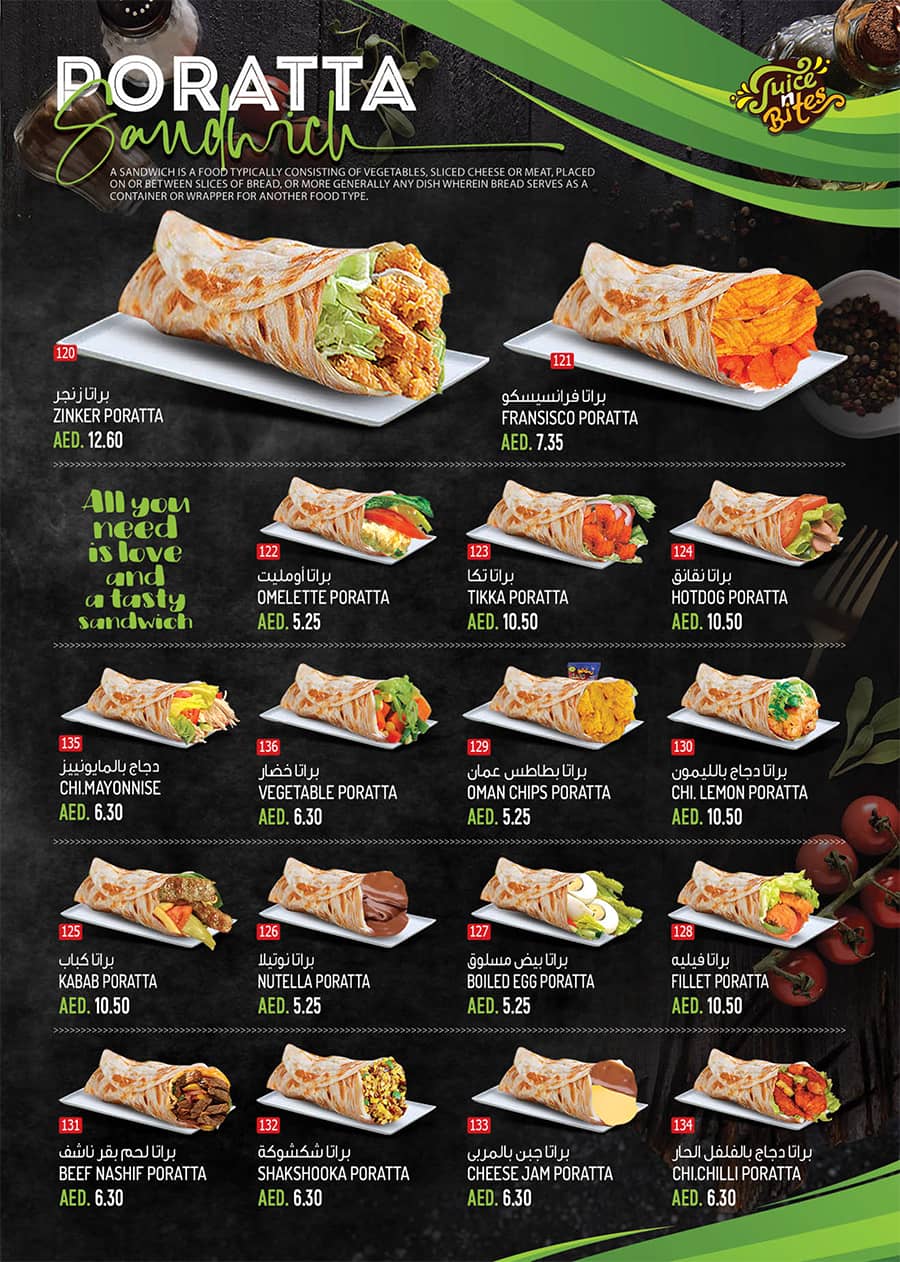 PORATTA
Sandwich
Juice
n
Bites
A SANDWICH IS A FOOD TYPICALLY CONSISTING OF VEGETABLES, SLICED CHEESE OR MEAT, PLACED
ON OR BETWEEN SLICES OF BREAD, OR MORE GENERALLY ANY DISH WHEREIN BREAD SERVES AS A
CONTAINER OR WRAPPER FOR ANOTHER FOOD TYPE.
120
براتا زنجر
ZINKER PORATTA
AED. 12.60
121
براتا فرانسيسكو
FRANSISCO PORATTA
AED. 7.35
All you
need
is love
and
a tasty
sandwich
122
براتا أومليت
OMELETTE PORATTA
AED. 5.25
123
براتا تكا
TIKKA PORATTA
AED. 10.50
124
براتا نقانق
HOTDOG PORATTA
AED. 10.50
135
دجاج بالمايونييز
CHI.MAYONNISE
AED. 6.30
136
براتا خضار
VEGETABLE PORATTA
AED. 6.30
129
براتا بطاطس عمان
OMAN CHIPS PORATTA
AED. 5.25
130
براتا دجاج بالليمون
CHI. LEMON PORATTA
AED. 10.50
125
براتا كباب
KABAB PORATTA
AED. 10.50
126
براتا نوتيلا
NUTELLA PORATTA
AED. 5.25
127
براتا بيض مسلوق
BOILED EGG PORATTA
AED. 5.25
128
براتا فيليه
FILLET PORATTA
AED. 10.50
131
براتا لحم بقر ناشف
BEEF NASHIF PORATTA
AED. 6.30
132
براتا شكشوكة
SHAKSHOOKA PORATTA
AED. 6.30
133
براتا جبن بالمربى
CHEESE JAM PORATTA
AED. 6.30
134
براتا دجاج بالفلفل الحار
CHI.CHILLI PORATTA
AED. 6.30